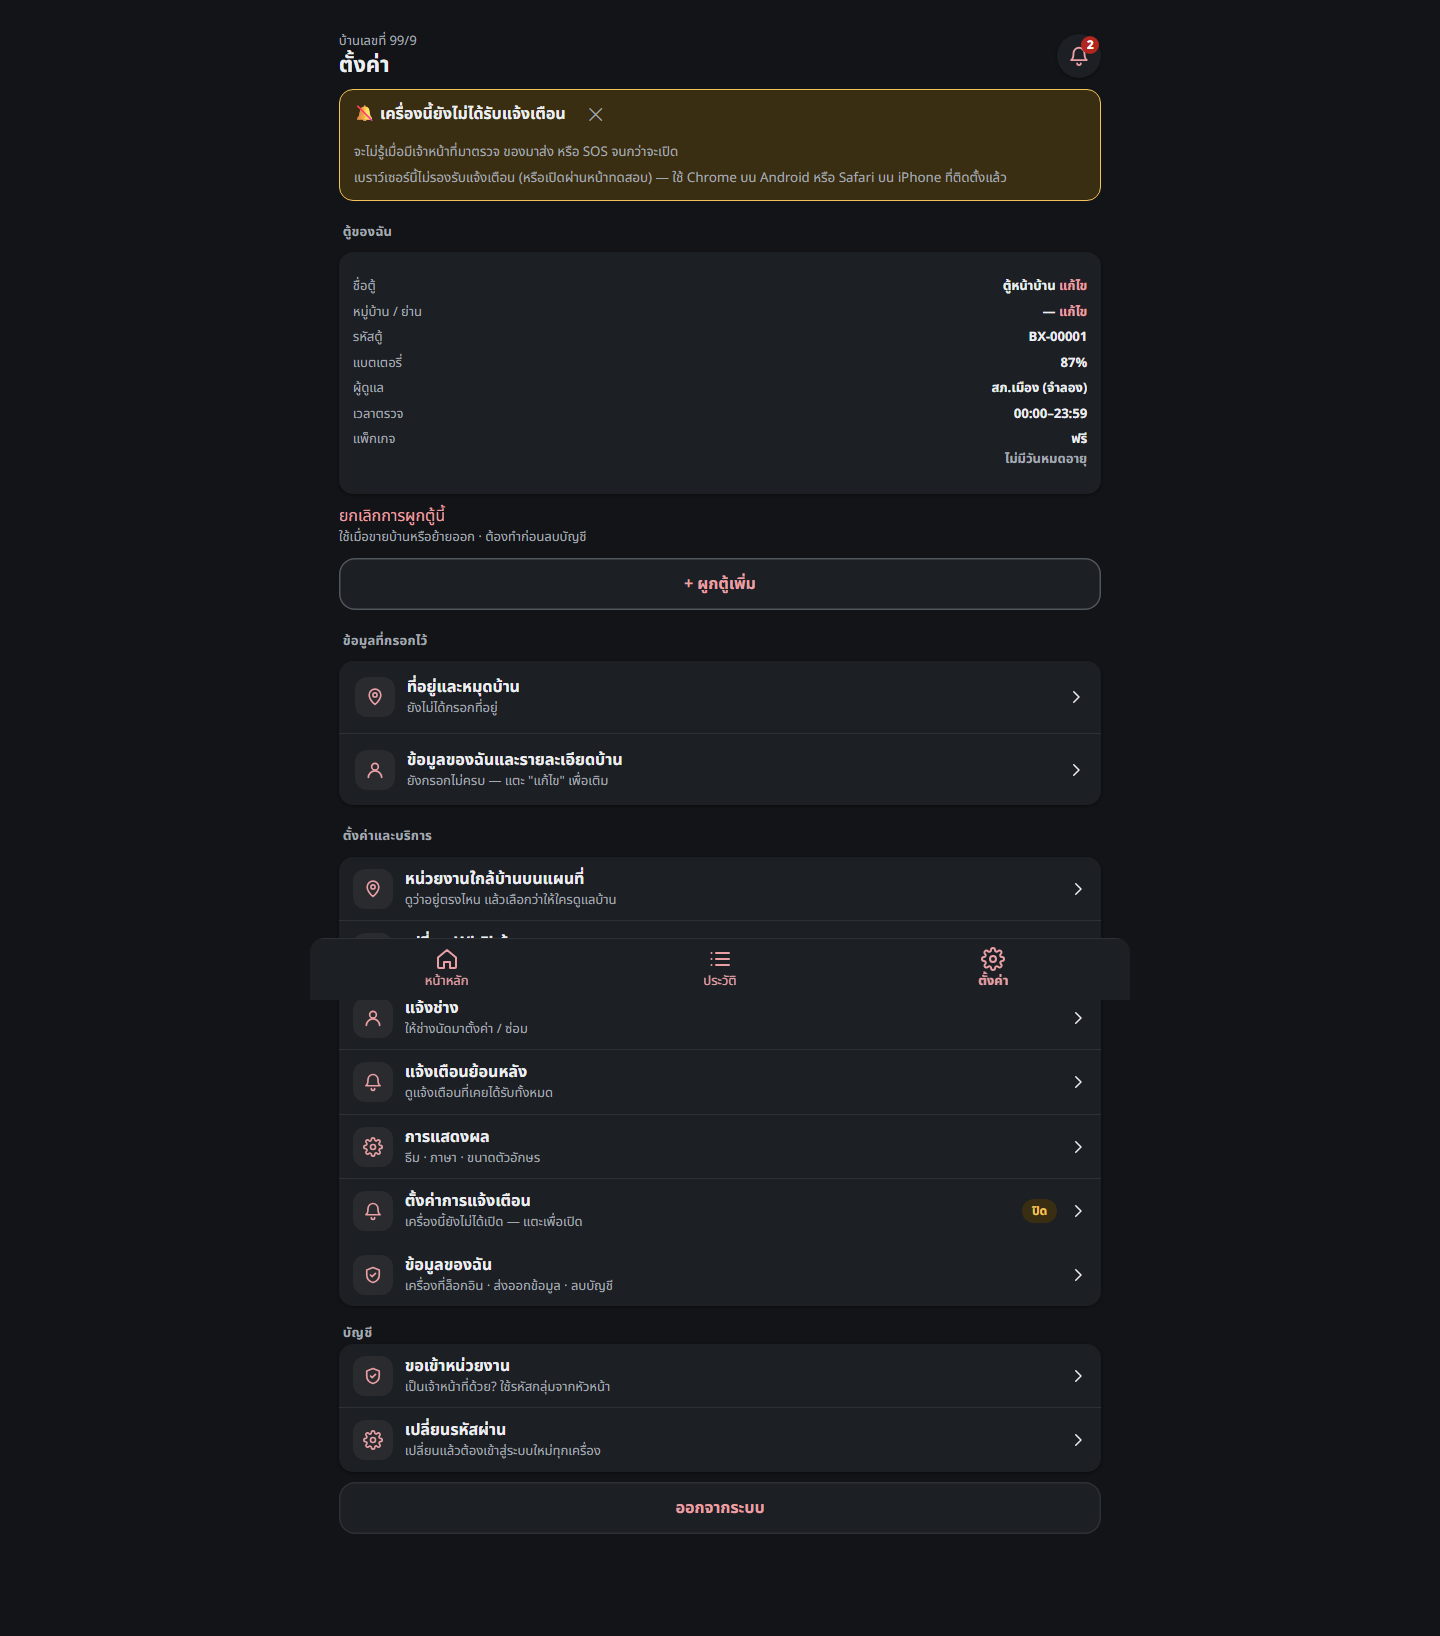 บ้านเลขที่ 99/9
ตั้งค่า
2
เครื่องนี้ยังไม่ได้รับแจ้งเตือน
จะไม่รู้เมื่อมีเจ้าหน้าที่มาตรวจ ของมาส่ง หรือ SOS จนกว่าจะเปิด
เบราว์เซอร์นี้ไม่รองรับแจ้งเตือน (หรือเปิดผ่านหน้าทดสอบ) — ใช้ Chrome บน Android หรือ Safari บน iPhone ที่ติดตั้งแล้ว
ตู้ของฉัน
ชื่อตู้ ตู้หน้าบ้าน แก้ไข
หมู่บ้าน / ย่าน — แก้ไข
รหัสตู้ BX-00001
แบตเตอรี่ 87%
ผู้ดูแล สภ.เมือง (จำลอง)
เวลาตรวจ 00:00–23:59
แพ็กเกจ ฟรี
ไม่มีวันหมดอายุ
ยกเลิกการผูกตู้นี้
ใช้เมื่อขายบ้านหรือย้ายออก · ต้องทำก่อนลบบัญชี
+ ผูกตู้เพิ่ม
ข้อมูลที่กรอกไว้
ที่อยู่และหมุดบ้าน
ยังไม่ได้กรอกที่อยู่
ข้อมูลของฉันและรายละเอียดบ้าน
ยังกรอกไม่ครบ — แตะ "แก้ไข" เพื่อเติม
ตั้งค่าและบริการ
หน่วยงานใกล้บ้านบนแผนที่
ดูว่าอยู่ตรงไหน แล้วเลือกว่าให้ใครดูแลบ้าน
หน้าหลัก ประวัติ ตั้งค่า
แจ้งช่าง
ให้ช่างนัดมาตั้งค่า / ซ่อม
แจ้งเตือนย้อนหลัง
ดูแจ้งเตือนที่เคยได้รับทั้งหมด
การแสดงผล
ธีม · ภาษา · ขนาดตัวอักษร
ตั้งค่าการแจ้งเตือน
เครื่องนี้ยังไม่ได้เปิด — แตะเพื่อเปิด
ปิด
ข้อมูลของฉัน
เครื่องที่ล็อกอิน · ส่งออกข้อมูล · ลบบัญชี
บัญชี
ขอเข้าหน่วยงาน
เป็นเจ้าหน้าที่ด้วย? ใช้รหัสกลุ่มจากหัวหน้า
เปลี่ยนรหัสผ่าน
เปลี่ยนแล้วต้องเข้าสู่ระบบใหม่ทุกเครื่อง
ออกจากระบบ